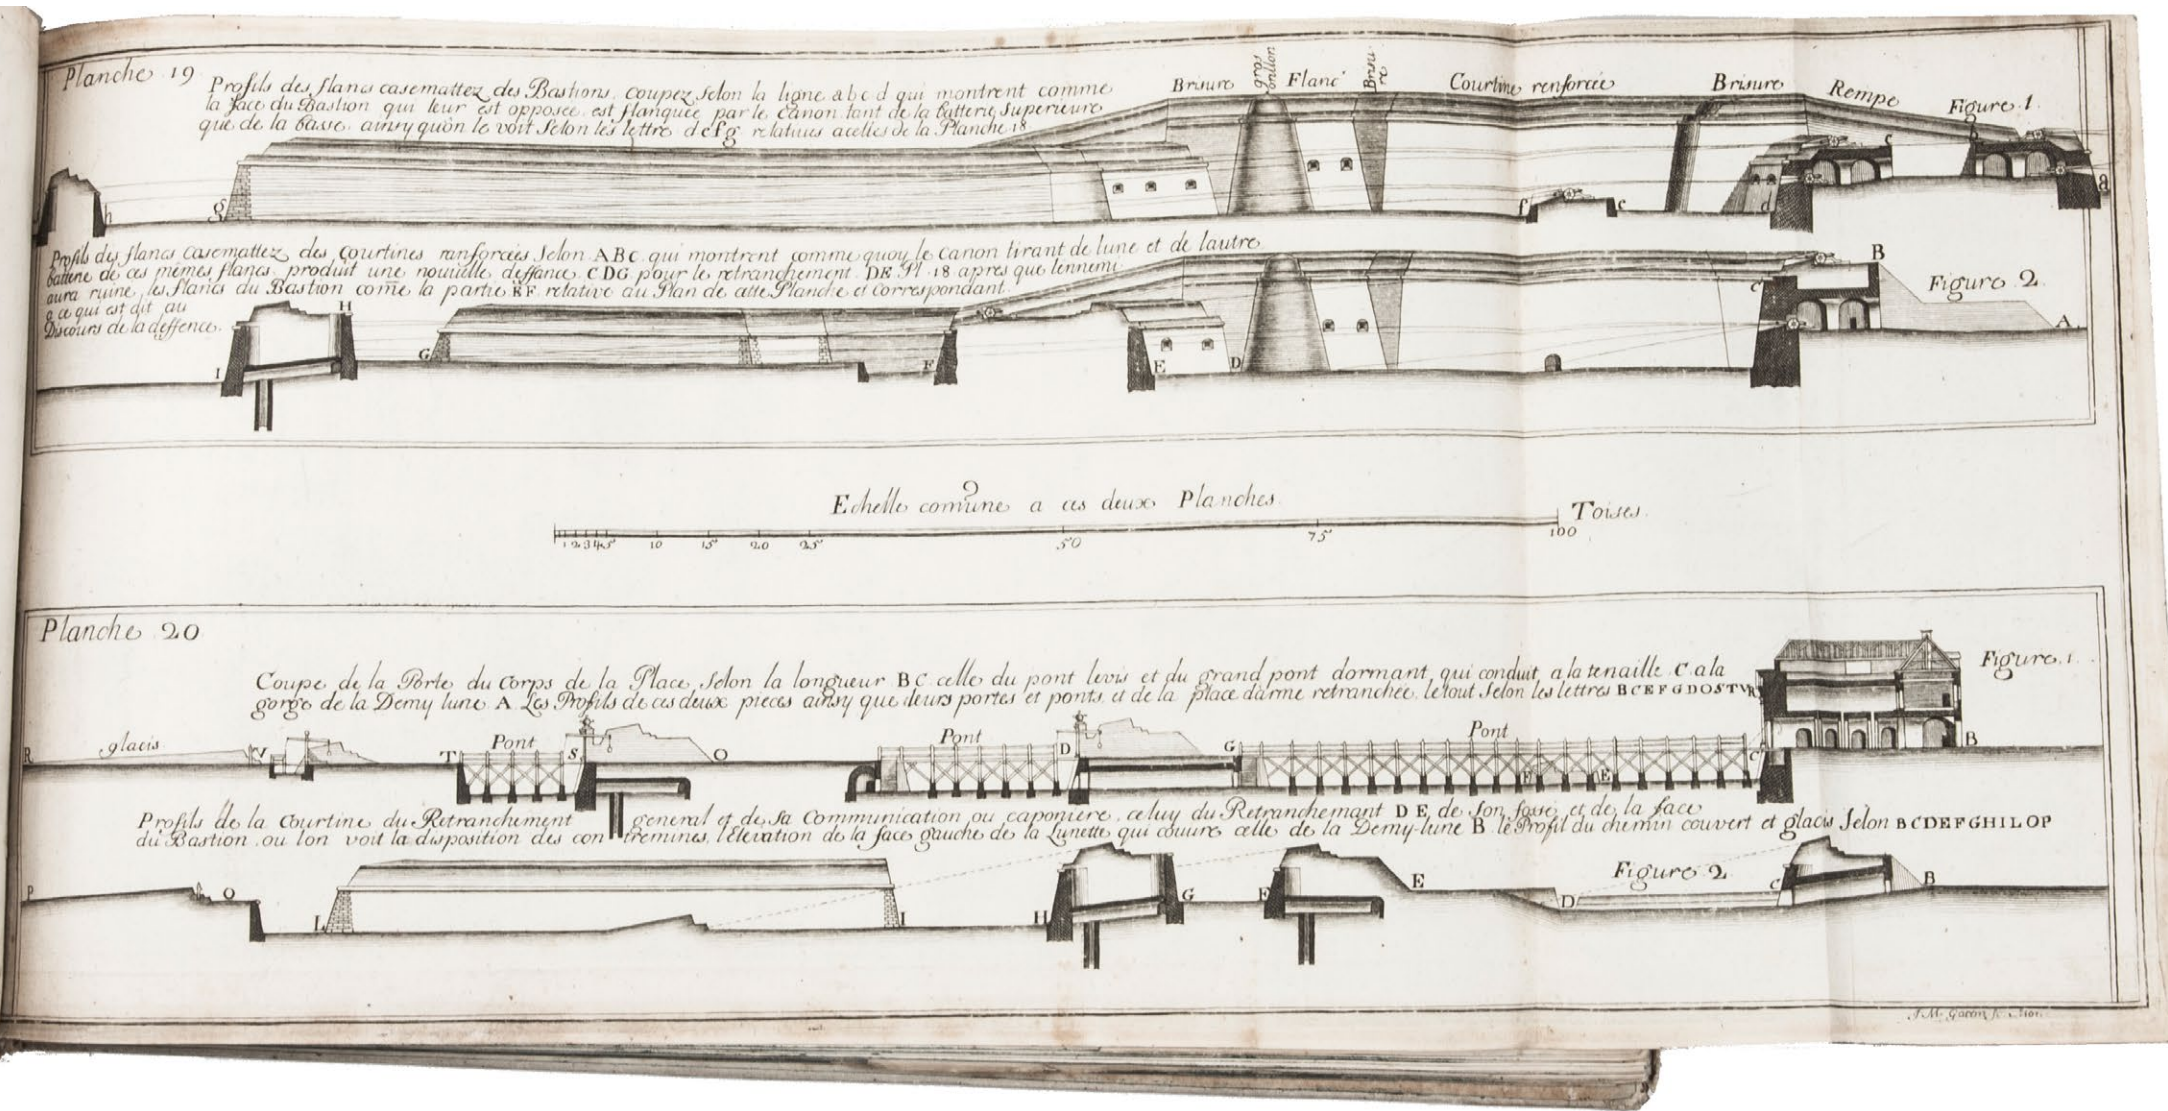 Planche 19
Profils des flancs casemattez des Bastions, coupez selon la ligne abcd qui montrent comme
la face du Bastion qui leur est opposée est flanquée par le canon tant de la batterie superieure
que de la basse, ainsy qu'on le voit selon les lettre defg relatiues a celles de la Planche 18
Brisure
gros orillon
Flanc
Brisure
Courtine renforcée
Brisure
Rempe
Figure 1.
h
g
f
e
d
c
b
a
Profils des flancs casemattez des courtines renforcées selon ABC qui montrent comme quoy le canon tirant de lune et de lautre
batterie de ces mêmes flancs produit une nouuelle deffance CDG pour le retranchement DE Pl. 18 apres que lennemi
aura ruiné les flancs du Bastion come la partie EF relative au Plan de cette Planche et correspondant
a ce qui est dit au
Discours de la deffence.
Figure 2.
I
H
G
F
E
D
C
B
A
Echelle comune a ces deux Planches.
Toises.
1 2 3 4 5 10 15 20 25 50 75 100
Planche 20
Coupe de la Porte du Corps de la Place selon la longueur BC celle du pont levis et du grand pont dormant qui conduit a la tenaille C a la
gorge de la Demy lune A Les Profils de ces deux pieces ainsy que leurs portes et ponts et de la place darme retranchée, le tout selon les lettres BCEFGDOSTVR
Figure 1.
R
glacis
V
T
Pont
S
O
Pont
D
G
Pont
F
E
C
B
Profils de la Courtine du Retranchement general et de sa Communication ou caponiere, celuy du Retranchemant DE de son fossé et de la face
du Bastion ou lon voit la disposition des contremines, l'Elevation de la face gauche de la Lunette qui couure celle de la Demy-lune B le Profil du chemin couvert et glacis selon BCDEFGHILOP
Figure 2
P
O
L
I
H
G
F
E
D
C
B